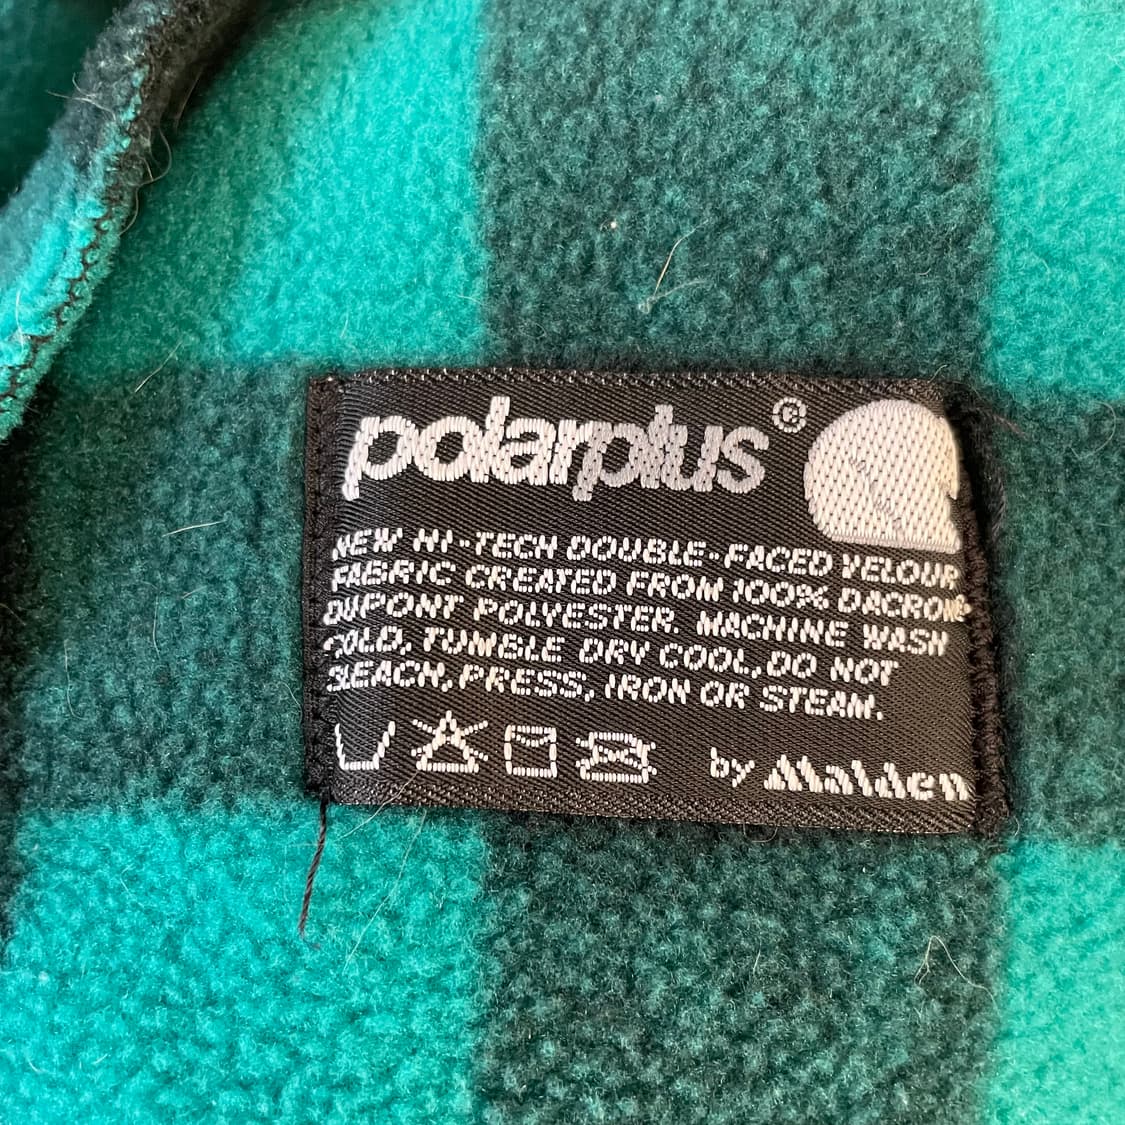 polarplus®
NEW HI-TECH DOUBLE-FACED VELOUR
FABRIC CREATED FROM 100% DACRON®
DUPONT POLYESTER. MACHINE WASH
COLD, TUMBLE DRY COOL, DO NOT
BLEACH, PRESS, IRON OR STEAM.
by Malden